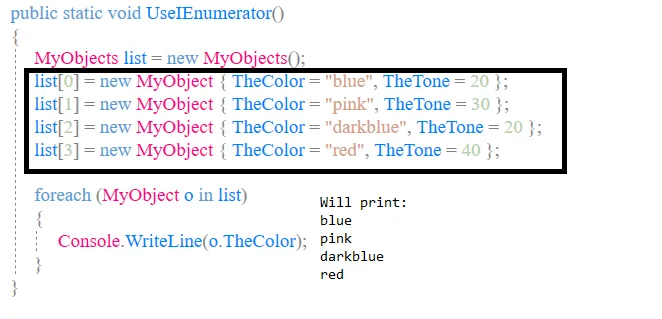 public static void UseIEnumerator()
{
MyObjects list = new MyObjects();
list[0] = new MyObject { TheColor = "blue", TheTone = 20 };
list[1] = new MyObject { TheColor = "pink", TheTone = 30 };
list[2] = new MyObject { TheColor = "darkblue", TheTone = 20 };
list[3] = new MyObject { TheColor = "red", TheTone = 40 };
foreach (MyObject o in list)
{
Console.WriteLine(o.TheColor);
}
}
Will print:
blue
pink
darkblue
red